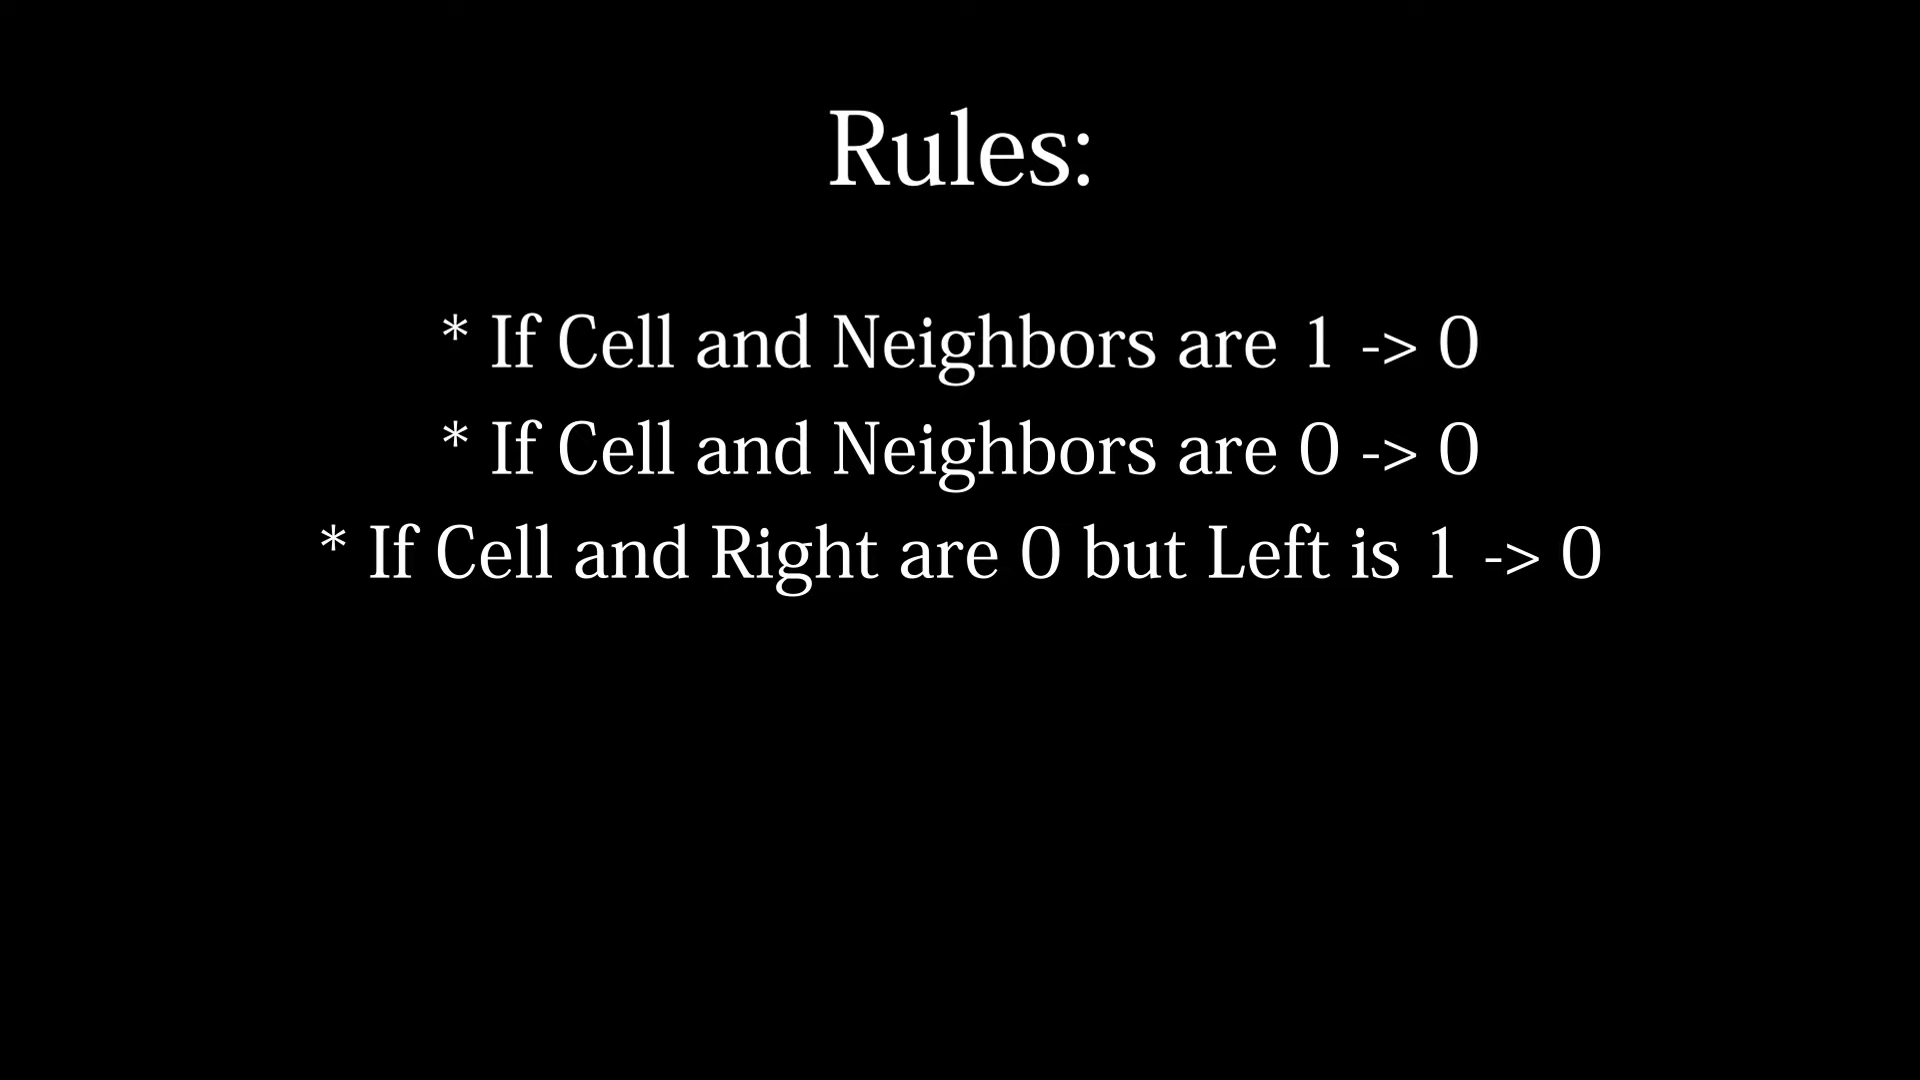 Rules:
* If Cell and Neighbors are 1 -> 0
* If Cell and Neighbors are 0 -> 0
* If Cell and Right are 0 but Left is 1 -> 0